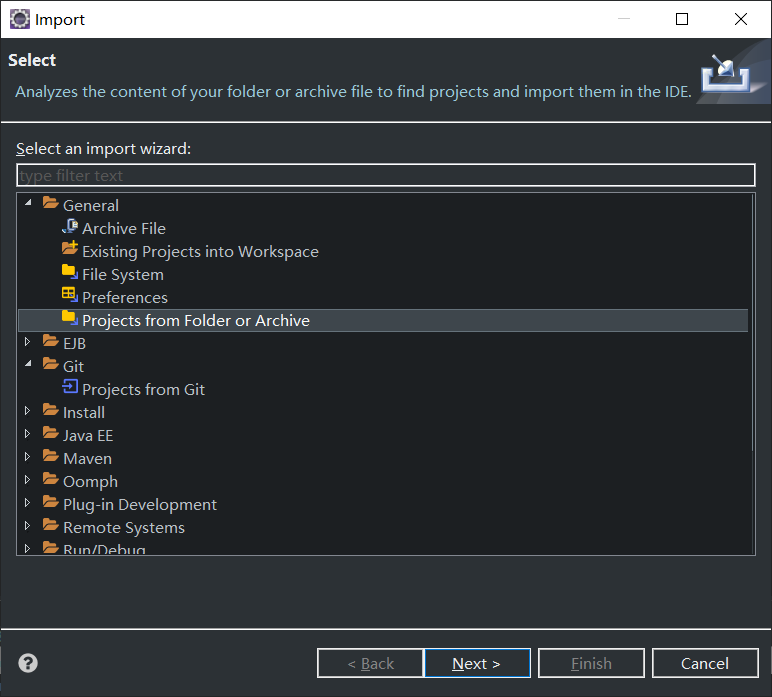 Import
Select
Analyzes the content of your folder or archive file to find projects and import them in the IDE.
Select an import wizard:
type filter text
General
Archive File
Existing Projects into Workspace
File System
Preferences
Projects from Folder or Archive
EJB
Git
Projects from Git
Install
Java EE
Maven
Oomph
Plug-in Development
Remote Systems
Run/Debug
?
< Back
Next >
Finish
Cancel